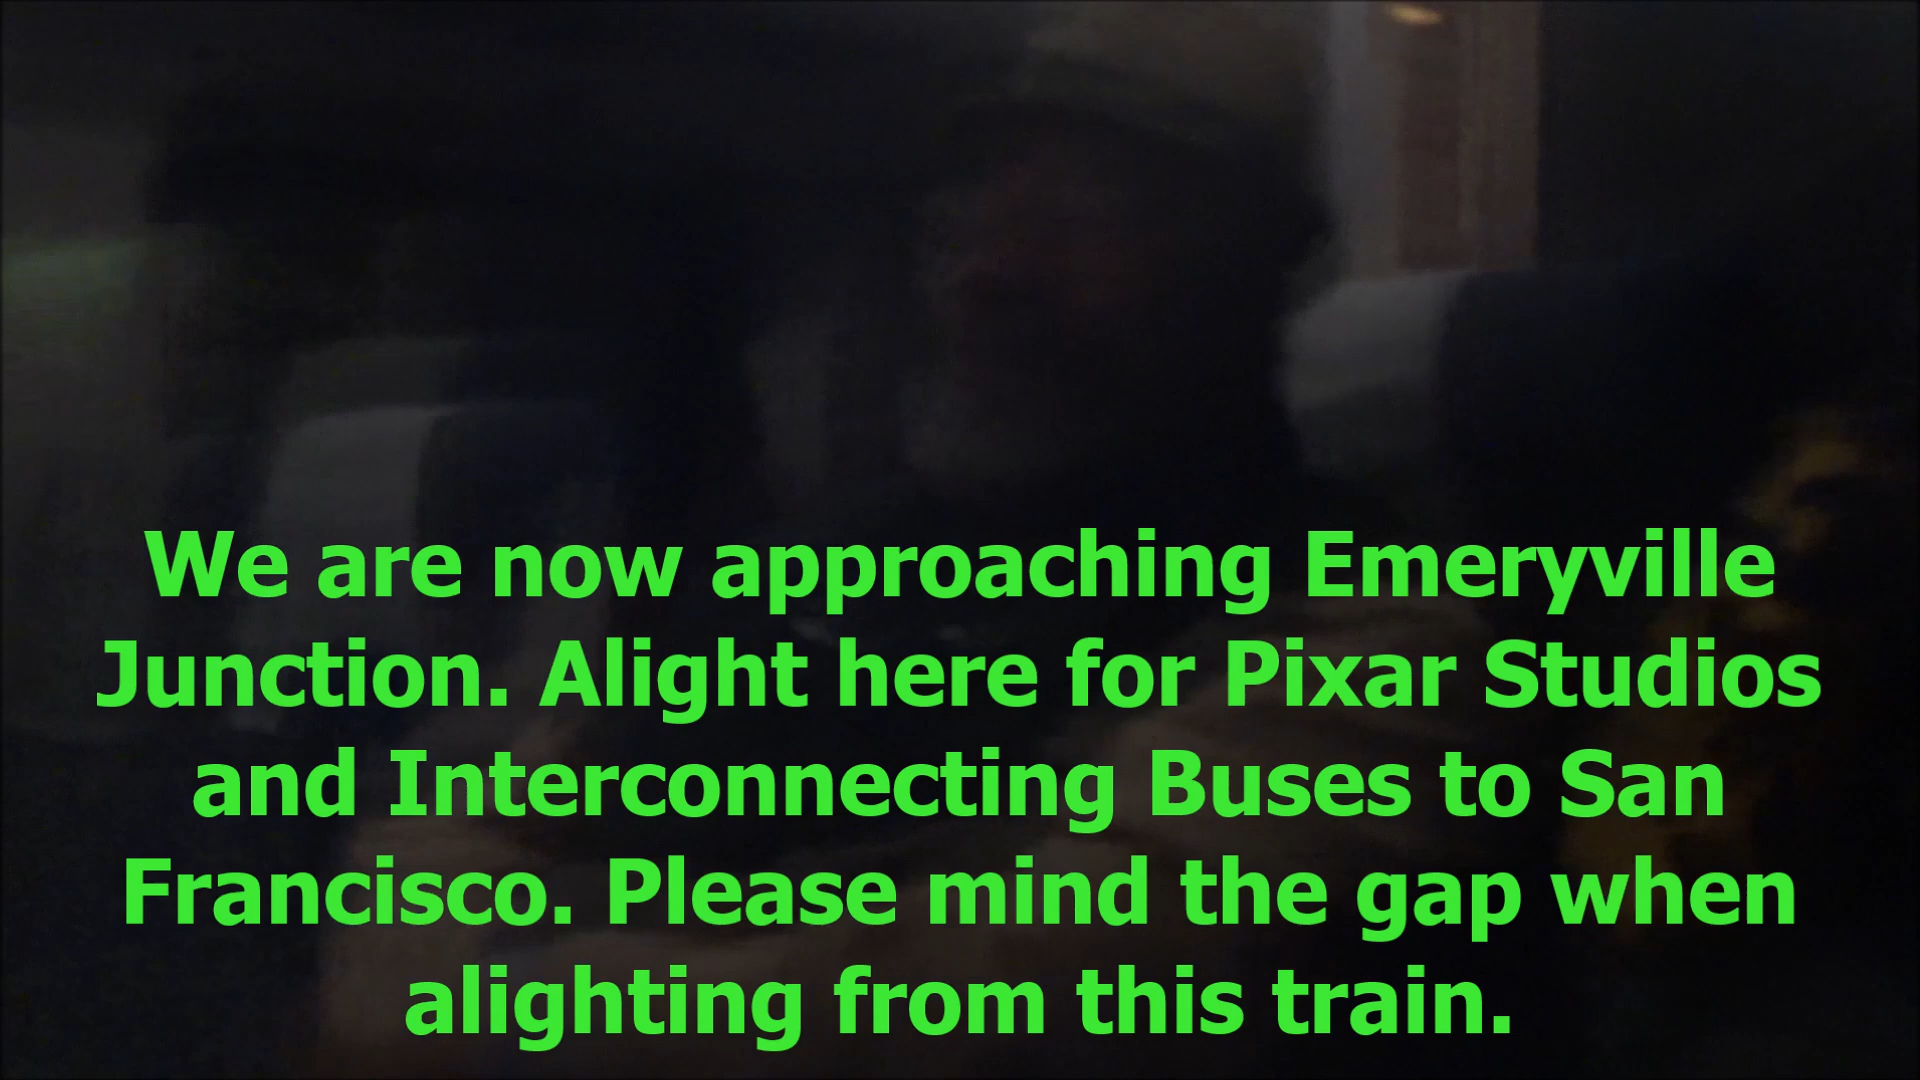 We are now approaching Emeryville
Junction. Alight here for Pixar Studios
and Interconnecting Buses to San
Francisco. Please mind the gap when
alighting from this train.